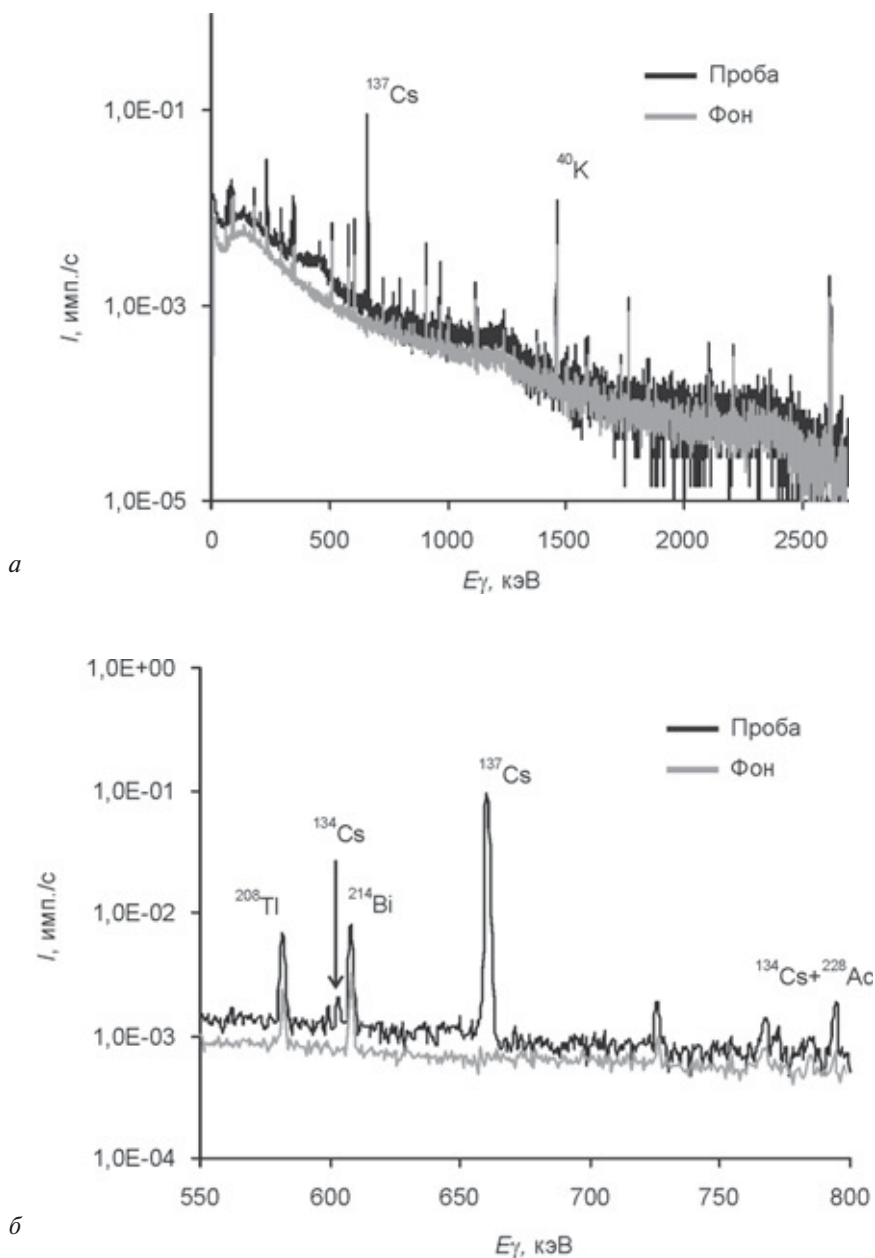 Проба
Фон
¹³⁷Cs
⁴⁰K
1,0E-01
1,0E-03
1,0E-05
I, имп./с
0 500 1000 1500 2000 2500
Eγ, кэВ
а
1,0E+00
1,0E-01
1,0E-02
1,0E-03
1,0E-04
I, имп./с
Проба
Фон
¹³⁷Cs
¹³⁴Cs
²⁰⁸Tl
²¹⁴Bi
¹³⁴Cs+²²⁸Ac
550 600 650 700 750 800
Eγ, кэВ
б